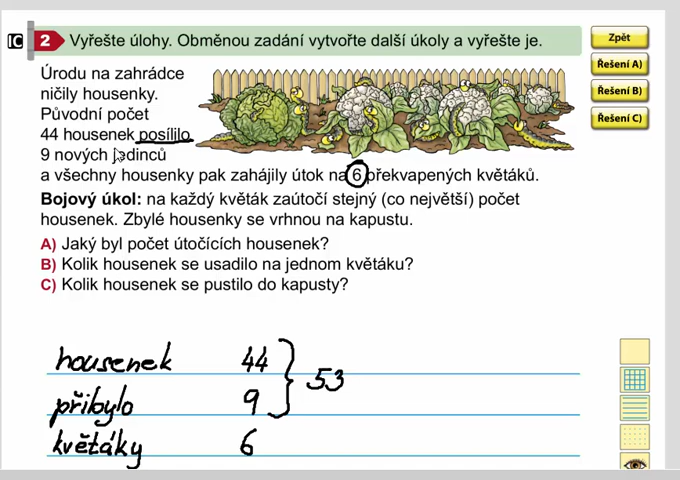 IC 2 Vyřešte úlohy. Obměnou zadání vytvořte další úkoly a vyřešte je.
Zpět
Řešení A)
Řešení B)
Řešení C)
Úrodu na zahrádce
ničily housenky.
Původní počet
44 housenek posílilo
9 nových jedinců
a všechny housenky pak zahájily útok na 6 překvapených květáků.
Bojový úkol: na každý květák zaútočí stejný (co největší) počet
housenek. Zbylé housenky se vrhnou na kapustu.
A) Jaký byl počet útočících housenek?
B) Kolik housenek se usadilo na jednom květáku?
C) Kolik housenek se pustilo do kapusty?
housenek 44
přibylo 9 } 53
květáky 6